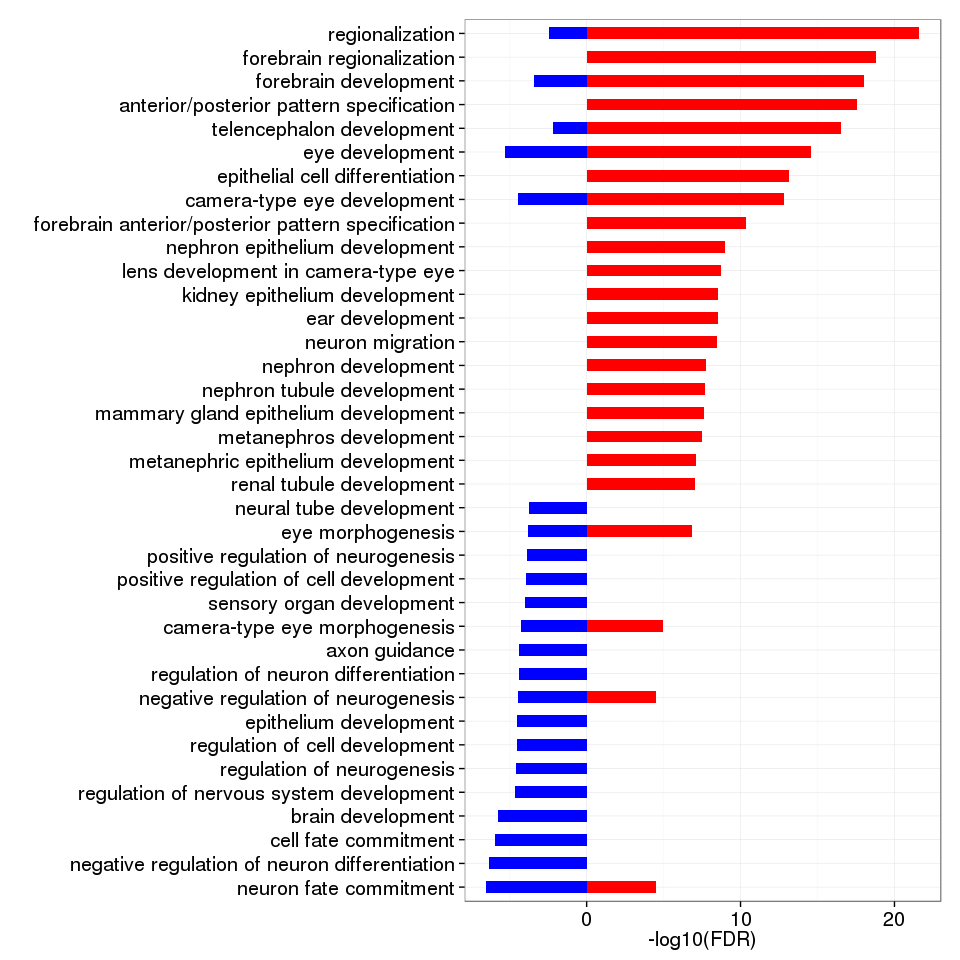 regionalization
forebrain regionalization
forebrain development
anterior/posterior pattern specification
telencephalon development
eye development
epithelial cell differentiation
camera-type eye development
forebrain anterior/posterior pattern specification
nephron epithelium development
lens development in camera-type eye
kidney epithelium development
ear development
neuron migration
nephron development
nephron tubule development
mammary gland epithelium development
metanephros development
metanephric epithelium development
renal tubule development
neural tube development
eye morphogenesis
positive regulation of neurogenesis
positive regulation of cell development
sensory organ development
camera-type eye morphogenesis
axon guidance
regulation of neuron differentiation
negative regulation of neurogenesis
epithelium development
regulation of cell development
regulation of neurogenesis
regulation of nervous system development
brain development
cell fate commitment
negative regulation of neuron differentiation
neuron fate commitment
0 10 20
-log10(FDR)